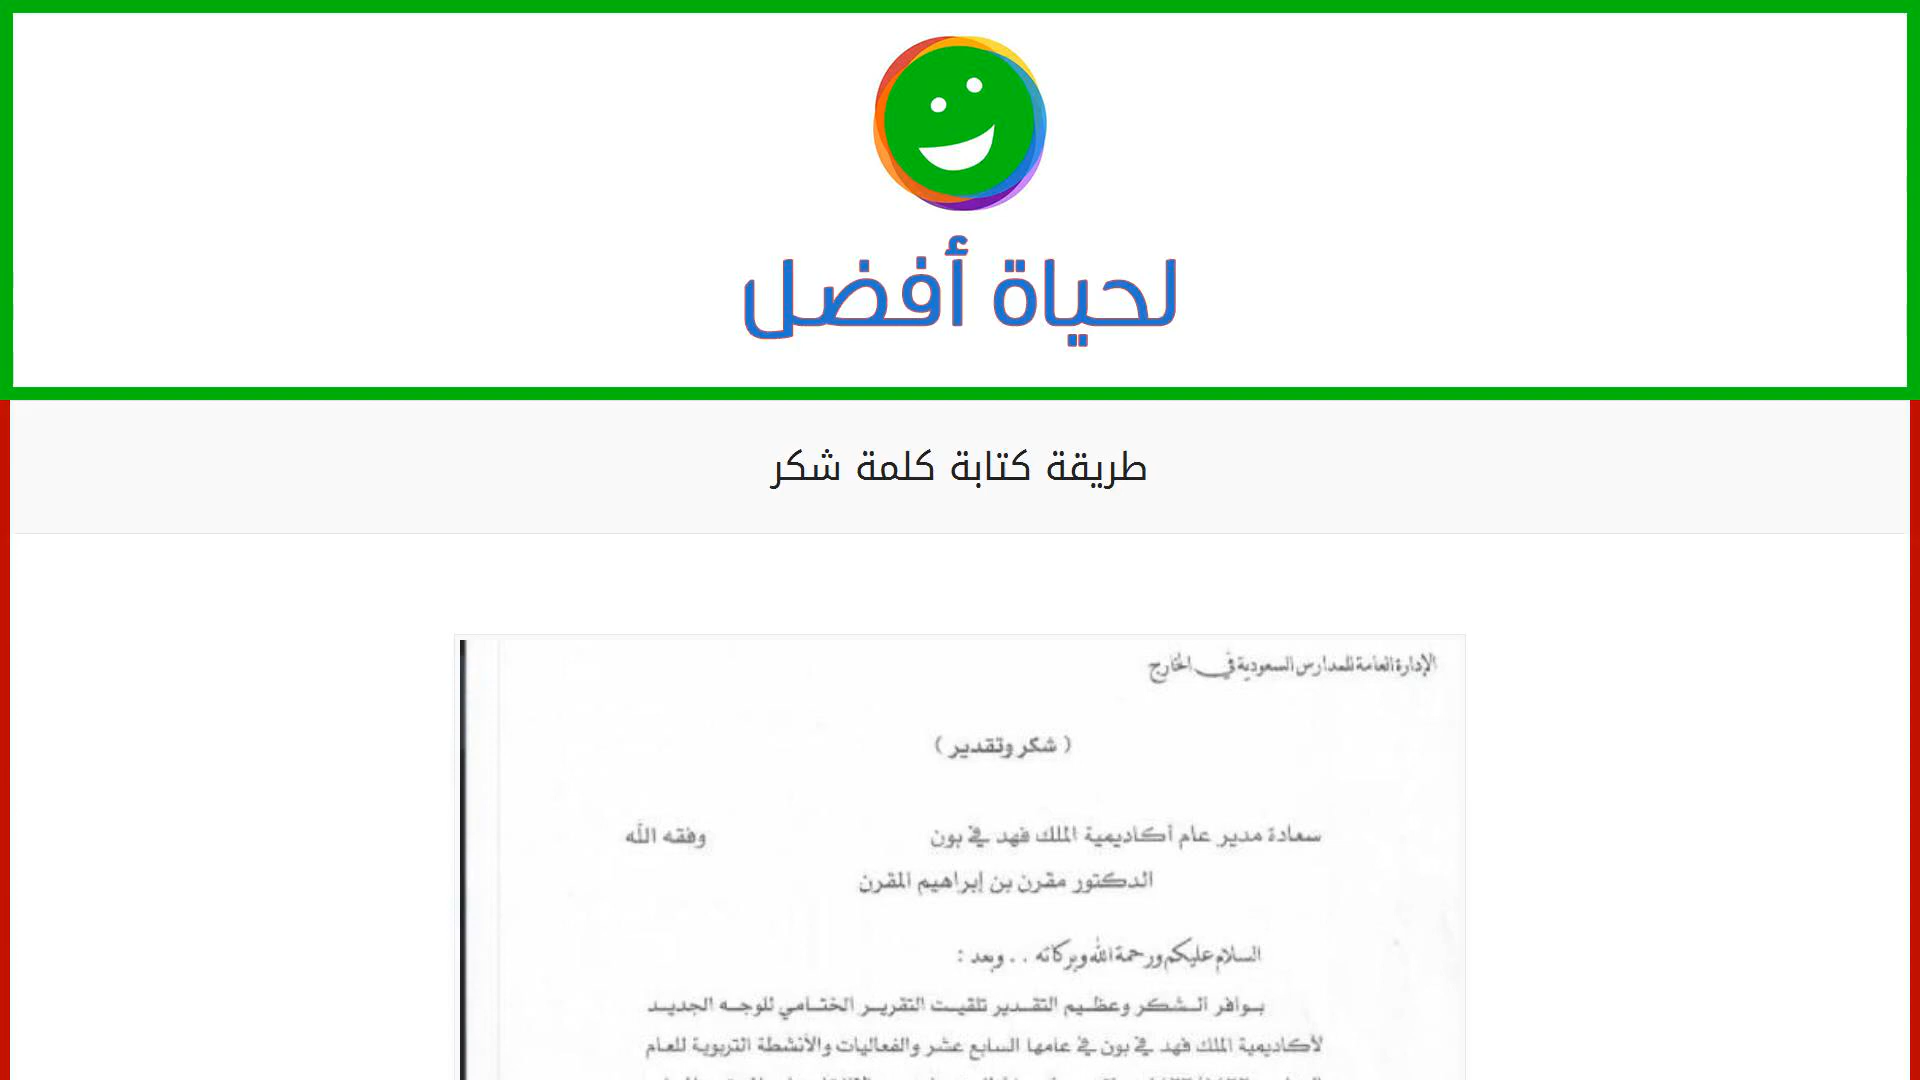 لحياة أفضل
طريقة كتابة كلمة شكر
الإدارة العامة للمدارس السعودية في الخارج
( شكر وتقدير )
سعادة مدير عام أكاديمية الملك فهد في بون وفقه الله
الدكتور مقرن بن إبراهيم المقرن
السلام عليكم ورحمة الله وبركاته . . وبعد :
بوافر الشكر وعظيم التقدير تلقيت التقرير الختامي للوجه الجديد
لأكاديمية الملك فهد في بون في عامها السابع عشر والفعاليات والأنشطة التربوية للعام